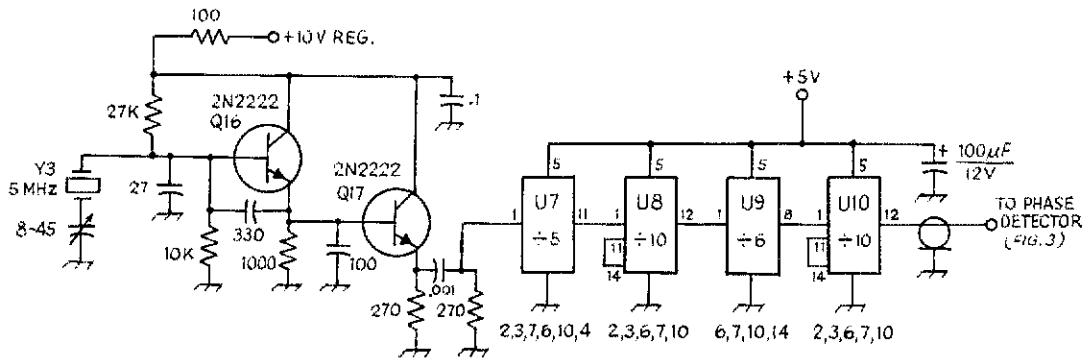 100
+10V REG.
27K
2N2222
Q16
.1
Y3
5 MHz
27
8-45
330
10K
1000
2N2222
Q17
100
.001
270
270
+5V
+ 100µF
12V
5
5
5
5
1
U7
÷5
11
1
U8
÷10
12
11
14
1
U9
÷6
8
1
U10
÷10
12
11
14
TO PHASE
DETECTOR
(FIG. 3)
2,3,7,6,10,4
2,3,6,7,10
6,7,10,14
2,3,6,7,10